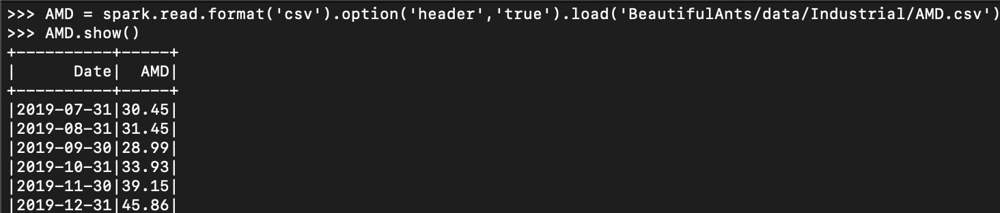 >>> AMD = spark.read.format('csv').option('header','true').load('BeautifulAnts/data/Industrial/AMD.csv')
>>> AMD.show()
+----------+-----+
|      Date|  AMD|
+----------+-----+
|2019-07-31|30.45|
|2019-08-31|31.45|
|2019-09-30|28.99|
|2019-10-31|33.93|
|2019-11-30|39.15|
|2019-12-31|45.86|